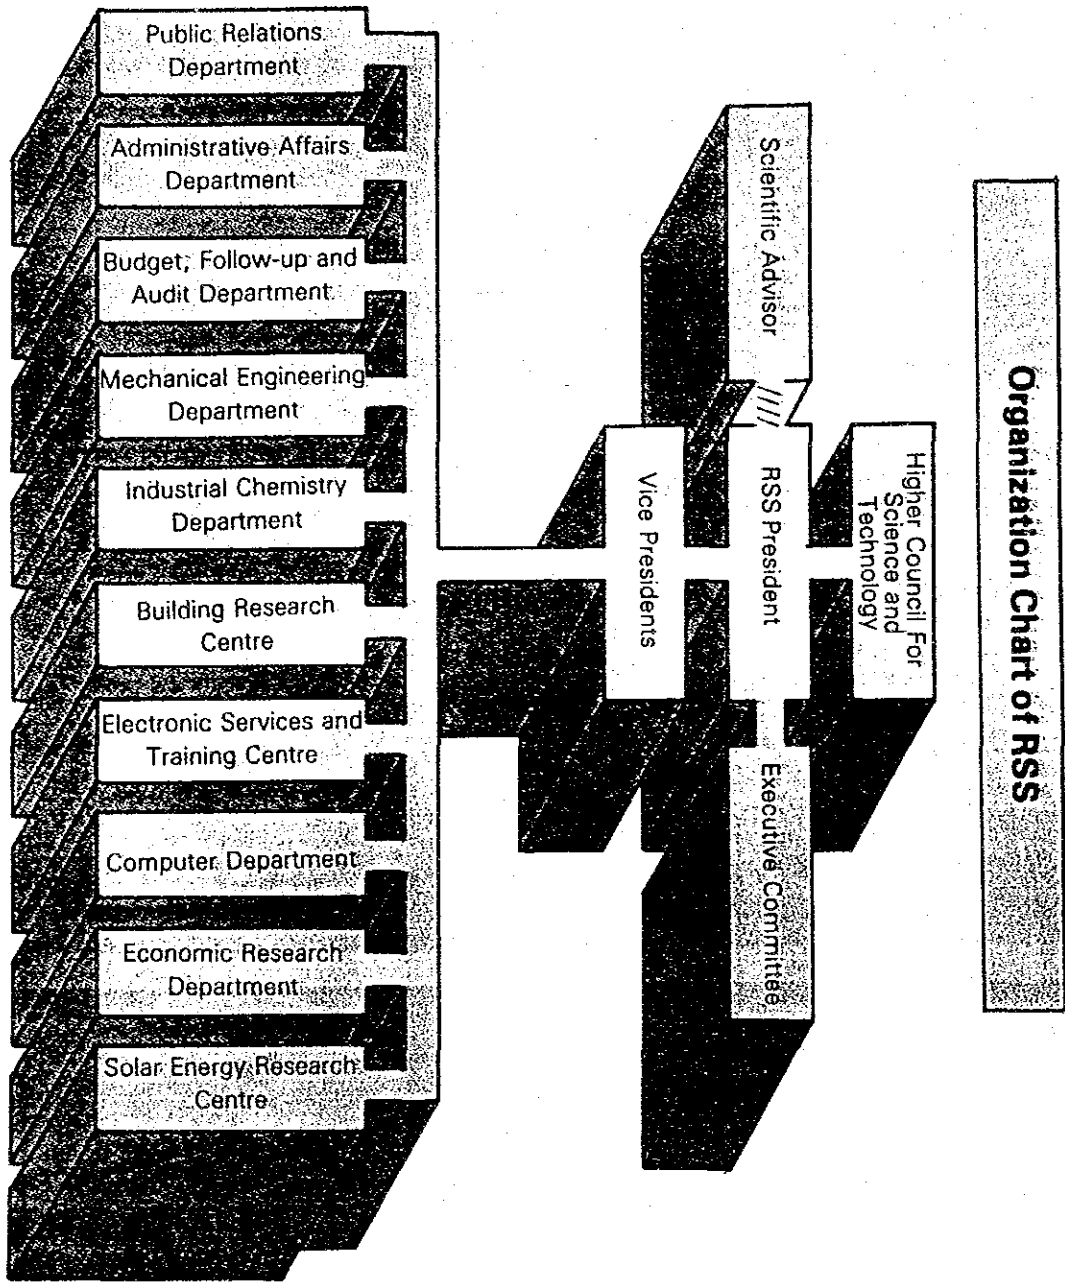 Organization Chart of RSS
Higher Council For
Science and
Technology
Scientific Advisor
RSS President
Executive Committee
Vice Presidents
Public Relations
Department
Administrative Affairs
Department
Budget, Follow-up and
Audit Department
Mechanical Engineering
Department
Industrial Chemistry
Department
Building Research
Centre
Electronic Services and
Training Centre
Computer Department
Economic Research
Department
Solar Energy Research
Centre